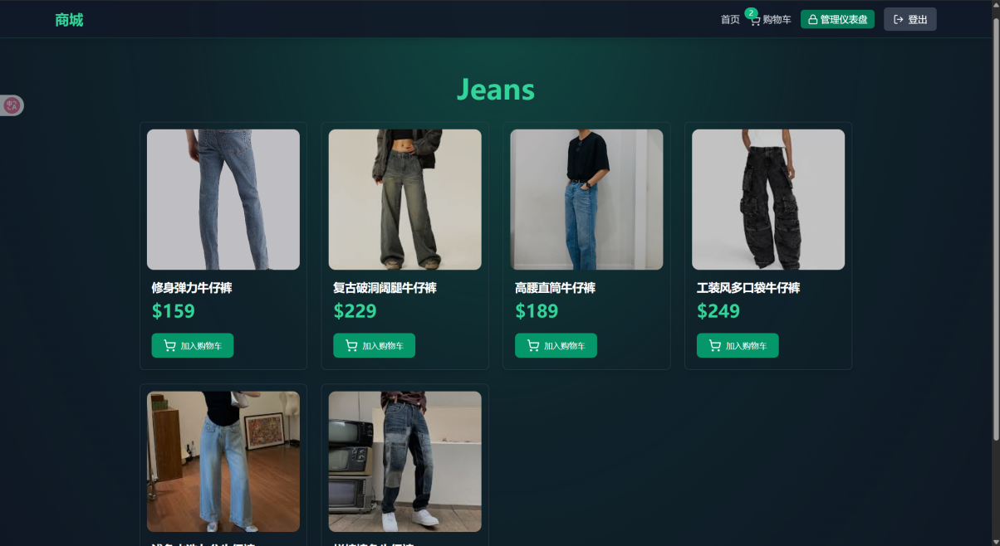 商城
首页
2
购物车
管理仪表盘
登出
Jeans
修身弹力牛仔裤
复古破洞阔腿牛仔裤
高腰直筒牛仔裤
工装风多口袋牛仔裤
$159
$229
$189
$249
加入购物车
加入购物车
加入购物车
加入购物车